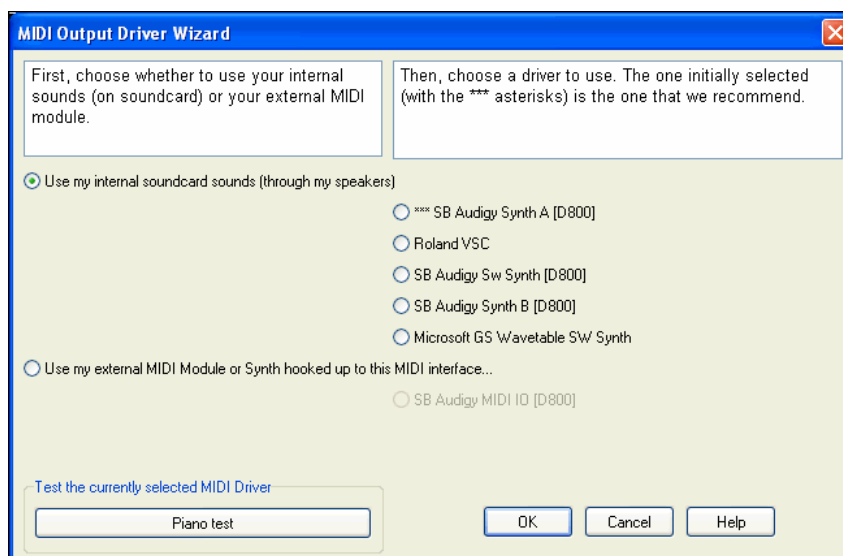 MIDI Output Driver Wizard
First, choose whether to use your internal
sounds (on soundcard) or your external MIDI
module.
Then, choose a driver to use. The one initially selected
(with the *** asterisks) is the one that we recommend.
Use my internal soundcard sounds (through my speakers)
*** SB Audigy Synth A [D800]
Roland VSC
SB Audigy Sw Synth [D800]
SB Audigy Synth B [D800]
Microsoft GS Wavetable SW Synth
Use my external MIDI Module or Synth hooked up to this MIDI interface...
SB Audigy MIDI IO [D800]
Test the currently selected MIDI Driver
Piano test
OK
Cancel
Help